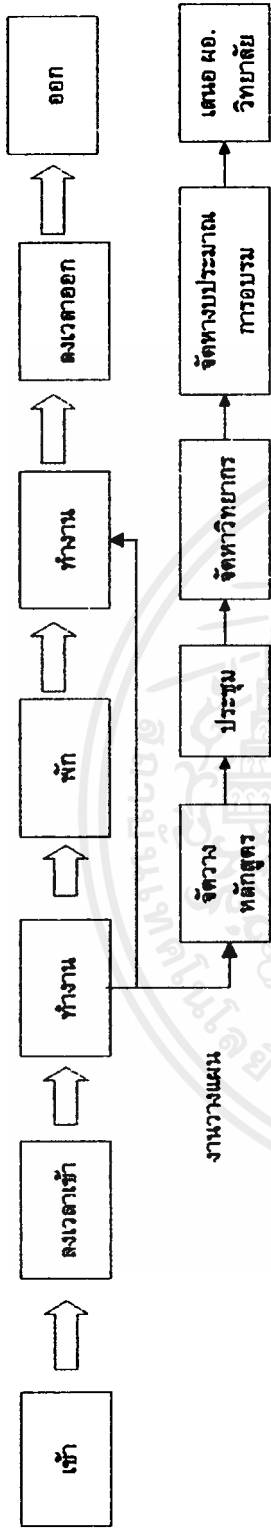 เข้า
ลงเวลาเข้า
ทำงาน
พัก
ทำงาน
ลงเวลาออก
ออก
งานวางแผน
จัดวาง
หลักสูตร
ประชุม
จัดหาวิทยากร
จัดหางบประมาณ
การอบรม
เสนอ ผอ.
วิทยาลัย